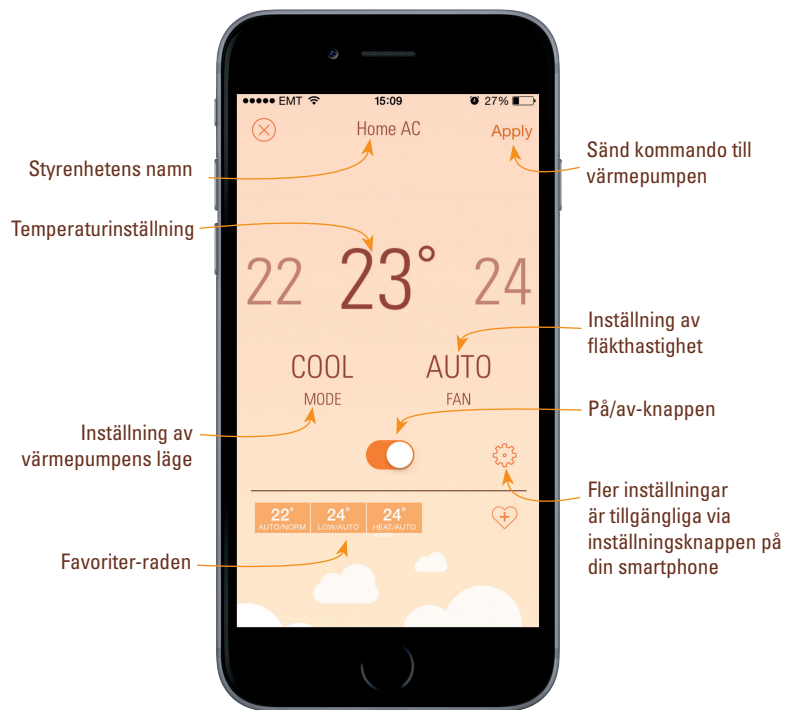 EMT 15:09 27%
Home AC
Apply
Styrenhetens namn
Sänd kommando till
värmepumpen
Temperaturinställning
22 23° 24
Inställning av
fläkthastighet
COOL AUTO
MODE FAN
På/av-knappen
Inställning av
värmepumpens läge
Fler inställningar
är tillgängliga via
inställningsknappen på
din smartphone
22° 24° 24°
AUTO/NORM LOW/AUTO HEAT/AUTO
Favoriter-raden